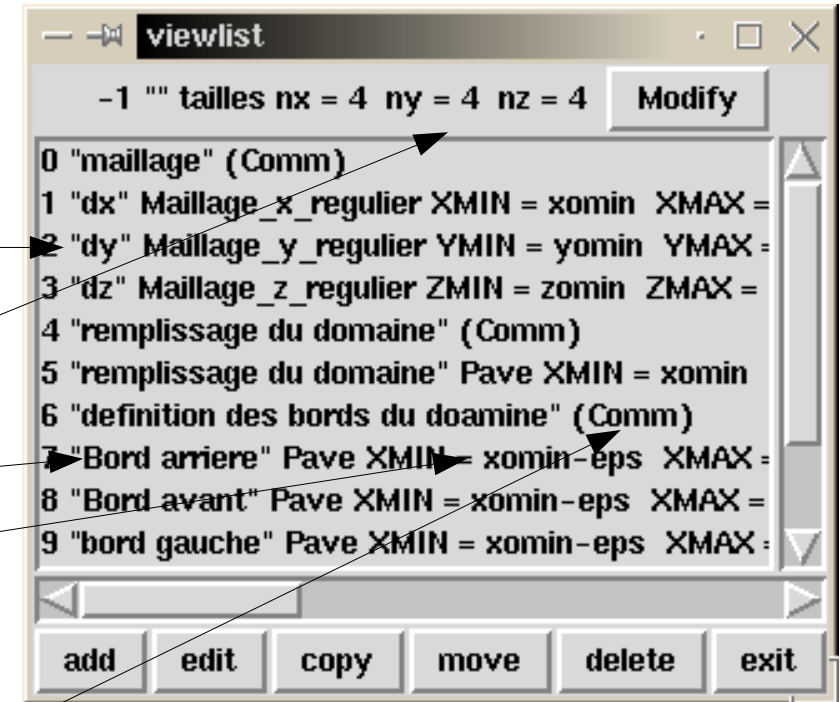 viewlist
-1 "" tailles nx = 4 ny = 4 nz = 4 Modify
0 "maillage" (Comm)
1 "dx" Maillage_x_regulier XMIN = xomin XMAX =
2 "dy" Maillage_y_regulier YMIN = yomin YMAX =
3 "dz" Maillage_z_regulier ZMIN = zomin ZMAX =
4 "remplissage du domaine" (Comm)
5 "remplissage du domaine" Pave XMIN = xomin
6 "definition des bords du doamine" (Comm)
7 "Bord arriere" Pave XMIN = xomin-eps XMAX =
8 "Bord avant" Pave XMIN = xomin-eps XMAX =
9 "bord gauche" Pave XMIN = xomin-eps XMAX =
add edit copy move delete exit